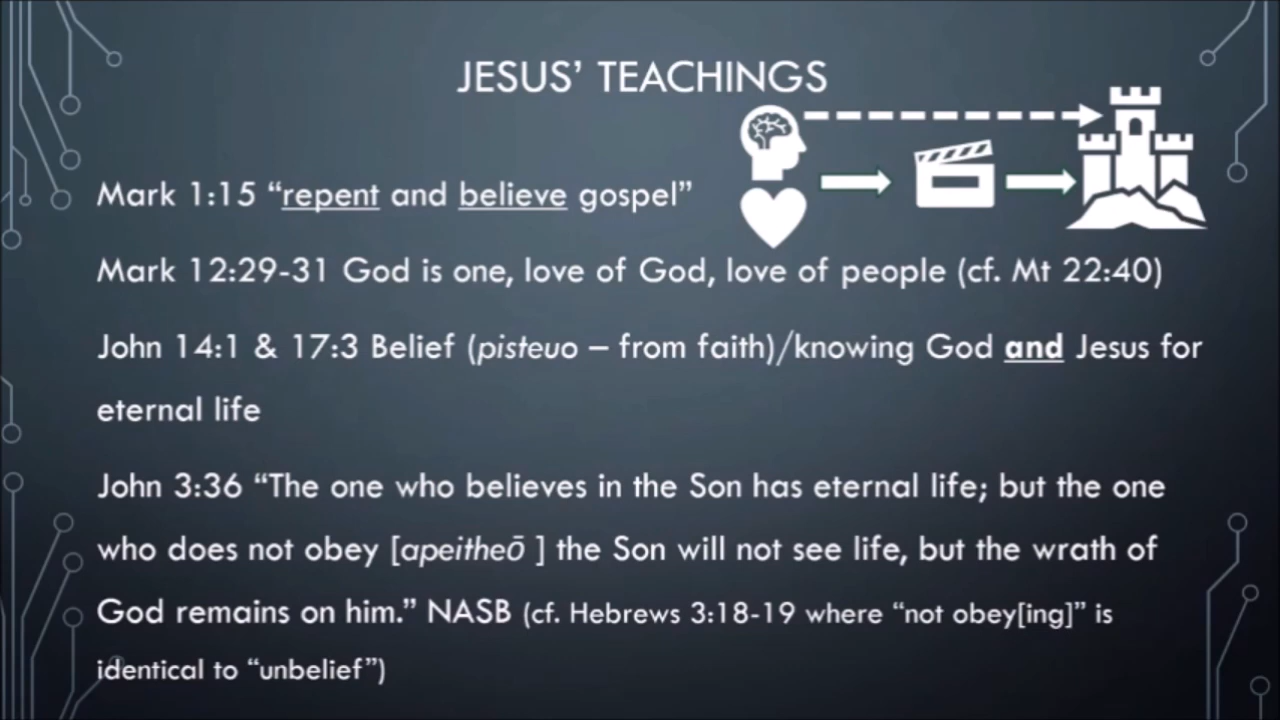 JESUS’ TEACHINGS
Mark 1:15 “repent and believe gospel”
Mark 12:29-31 God is one, love of God, love of people (cf. Mt 22:40)
John 14:1 & 17:3 Belief (pisteuo – from faith)/knowing God and Jesus for
eternal life
John 3:36 “The one who believes in the Son has eternal life; but the one
who does not obey [apeitheō ] the Son will not see life, but the wrath of
God remains on him.” NASB (cf. Hebrews 3:18-19 where “not obey[ing]” is
identical to “unbelief”)